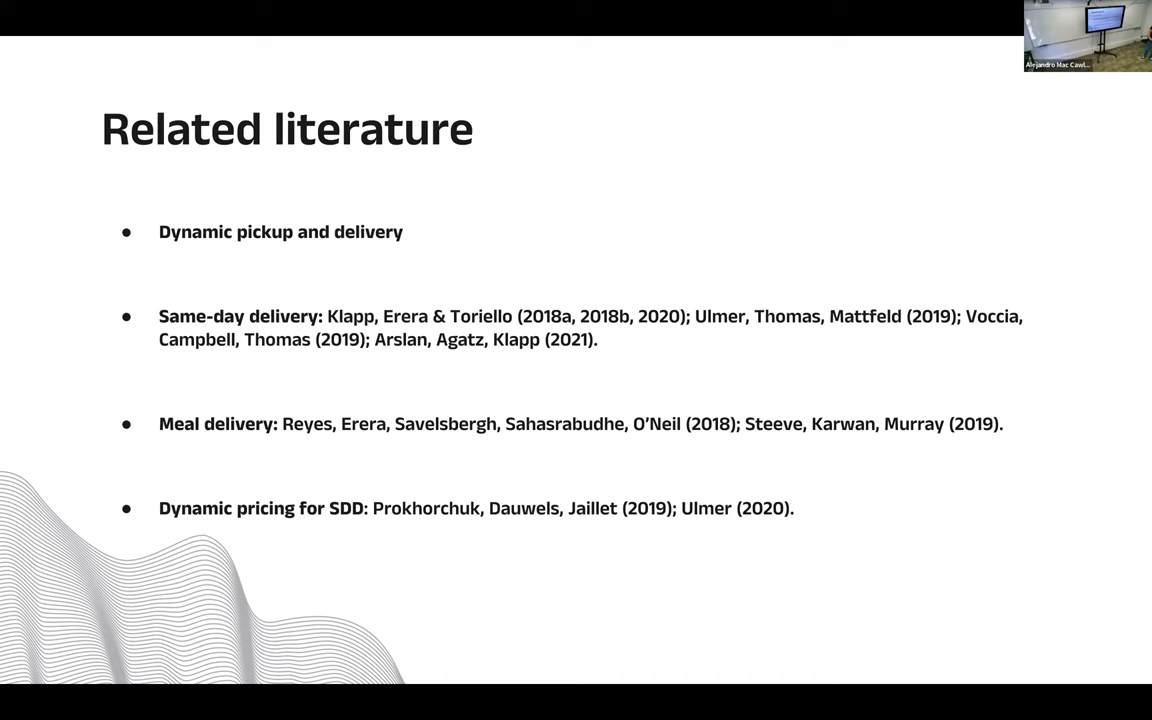 Alejandro Mac Cawl...
Related literature
● Dynamic pickup and delivery
● Same-day delivery: Klapp, Erera & Toriello (2018a, 2018b, 2020); Ulmer, Thomas, Mattfeld (2019); Voccia,
Campbell, Thomas (2019); Arslan, Agatz, Klapp (2021).
● Meal delivery: Reyes, Erera, Savelsbergh, Sahasrabudhe, O’Neil (2018); Steeve, Karwan, Murray (2019).
● Dynamic pricing for SDD: Prokhorchuk, Dauwels, Jaillet (2019); Ulmer (2020).